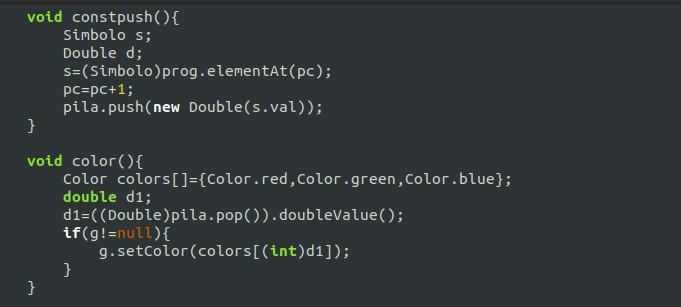 void constpush(){
Simbolo s;
Double d;
s=(Simbolo)prog.elementAt(pc);
pc=pc+1;
pila.push(new Double(s.val));
}
void color(){
Color colors[]={Color.red,Color.green,Color.blue};
double d1;
d1=((Double)pila.pop()).doubleValue();
if(g!=null){
g.setColor(colors[(int)d1]);
}
}